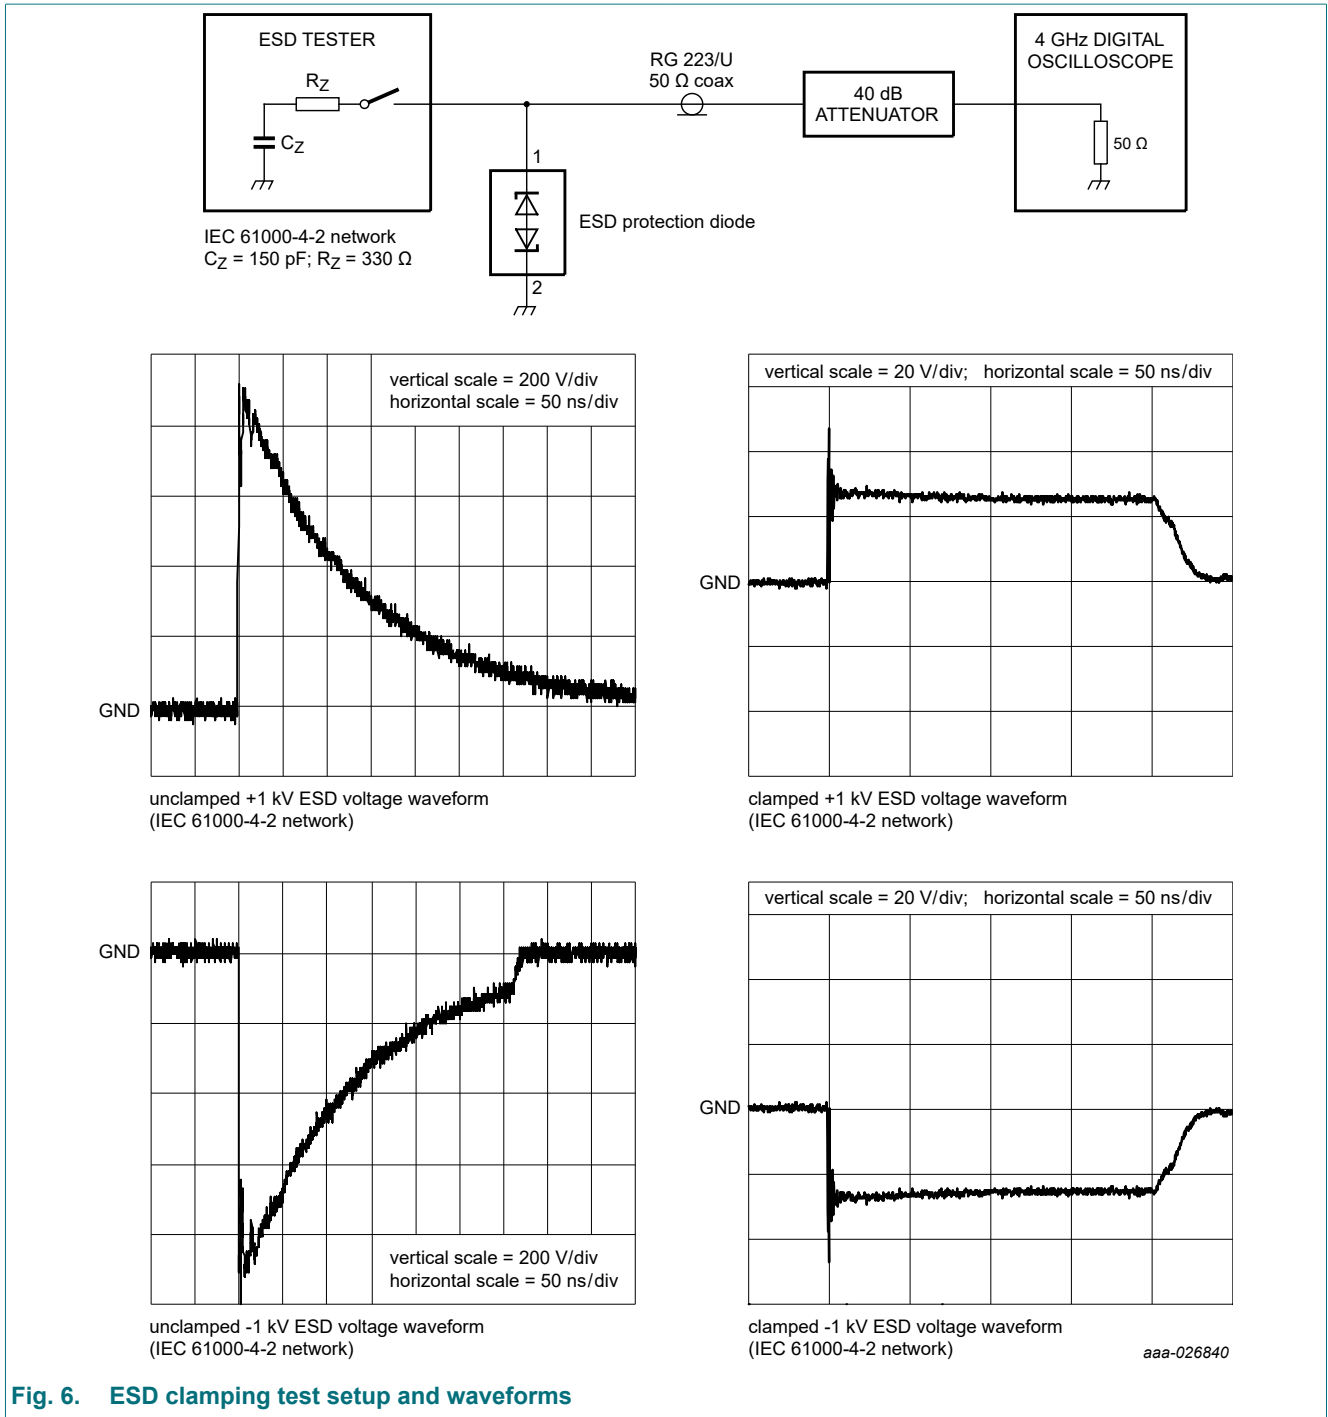 ESD TESTER
RZ
CZ
IEC 61000-4-2 network
CZ = 150 pF; RZ = 330 Ω
1
2
ESD protection diode
RG 223/U
50 Ω coax
40 dB
ATTENUATOR
4 GHz DIGITAL
OSCILLOSCOPE
50 Ω
vertical scale = 200 V/div
horizontal scale = 50 ns/div
GND
unclamped +1 kV ESD voltage waveform
(IEC 61000-4-2 network)
vertical scale = 20 V/div; horizontal scale = 50 ns/div
GND
clamped +1 kV ESD voltage waveform
(IEC 61000-4-2 network)
GND
vertical scale = 200 V/div
horizontal scale = 50 ns/div
unclamped -1 kV ESD voltage waveform
(IEC 61000-4-2 network)
vertical scale = 20 V/div; horizontal scale = 50 ns/div
GND
clamped -1 kV ESD voltage waveform
(IEC 61000-4-2 network)
aaa-026840
Fig. 6. ESD clamping test setup and waveforms